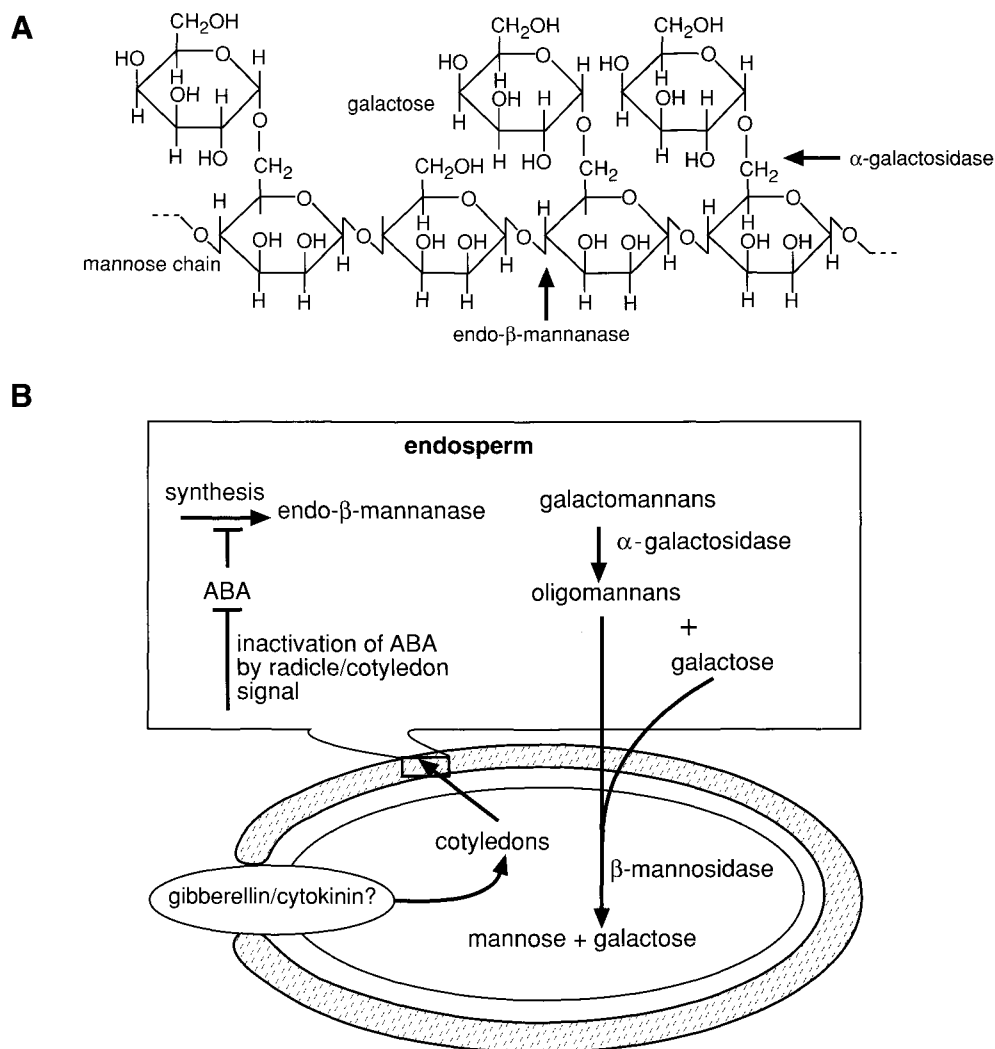 A
CH2OH CH2OH CH2OH
HO O H HO O H HO O H
H H H
OH H galactose OH H OH H
H H H
O O O
H HO H HO H HO
CH2 CH2OH CH2 CH2 α-galactosidase
H O O H O H O
H H
O OH OH O OH OH O OH OH O OH OH O
mannose chain H H H H
H H H H H H H H
endo-β-mannanase
B
endosperm
synthesis
endo-β-mannanase
galactomannans
α-galactosidase
ABA
oligomannans
+
inactivation of ABA
by radicle/cotyledon
signal
galactose
cotyledons
β-mannosidase
gibberellin/cytokinin?
mannose + galactose